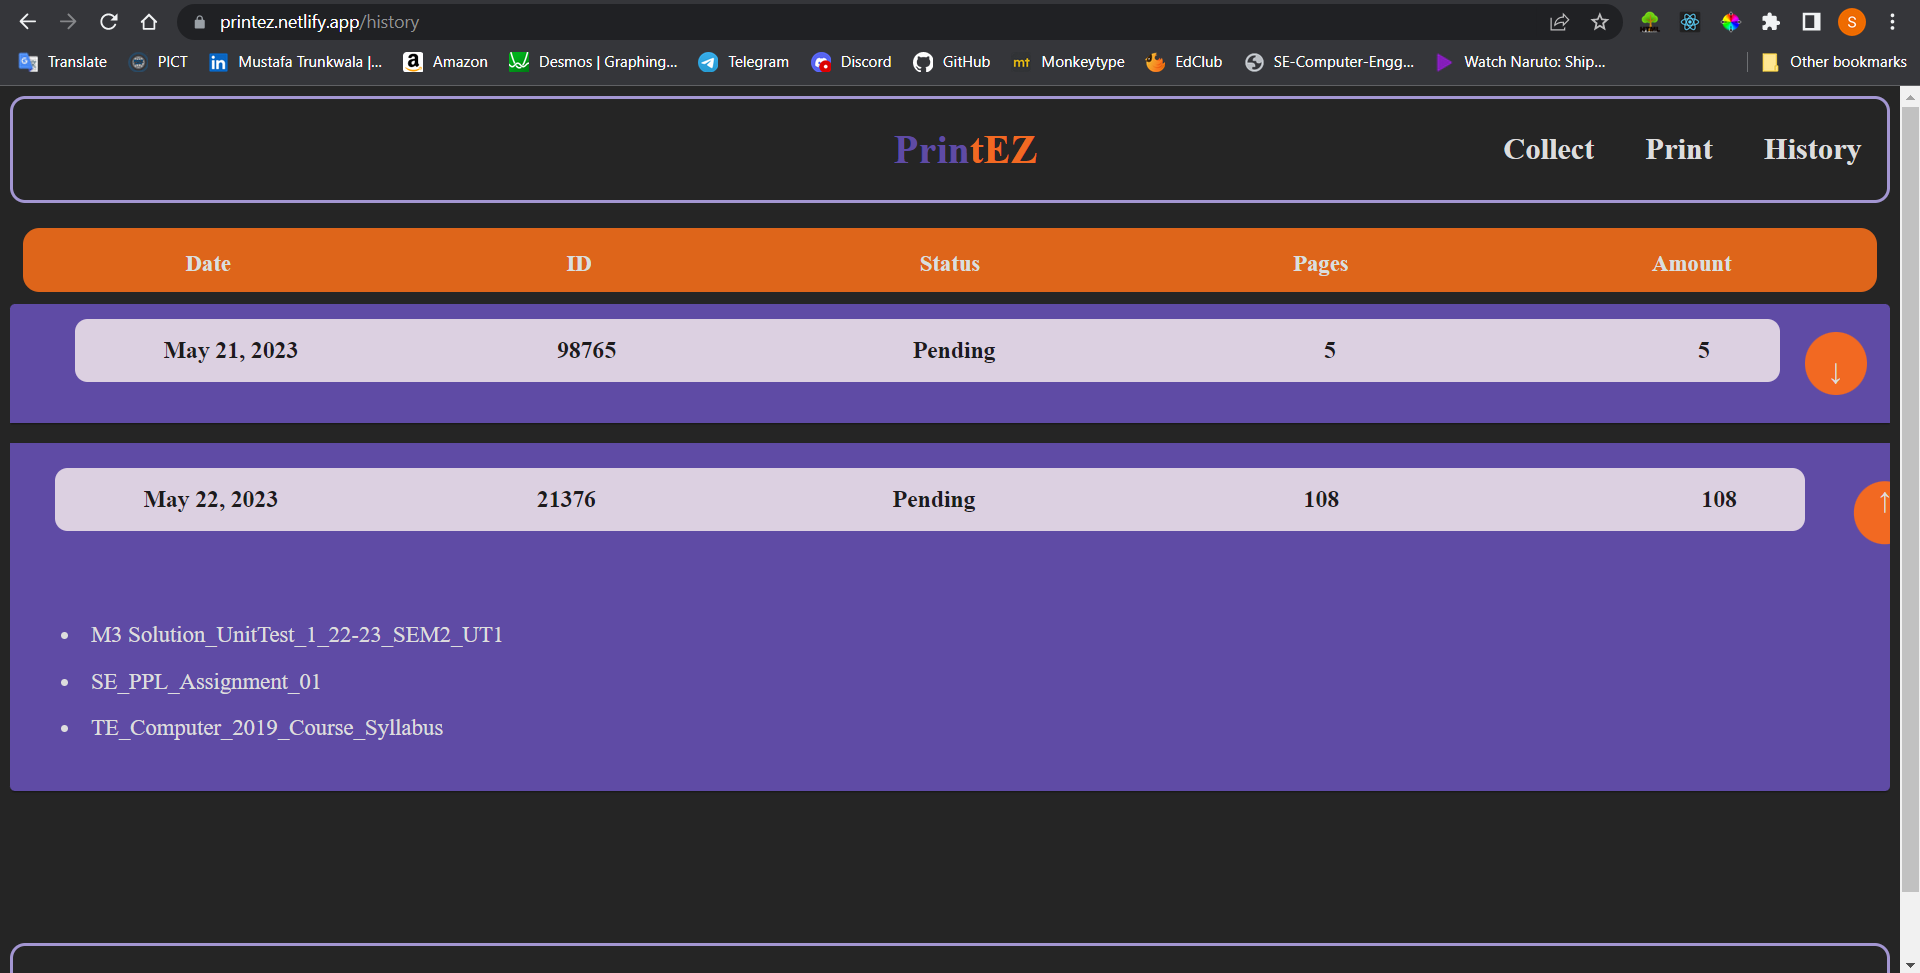 printez.netlify.app/history
S
Translate PICT Mustafa Trunkwala |... a Amazon Desmos | Graphing... Telegram Discord GitHub mt Monkeytype EdClub SE-Computer-Engg... Watch Naruto: Ship... Other bookmarks
PrintEZ Collect Print History
Date ID Status Pages Amount
May 21, 2023 98765 Pending 5 5
↓
May 22, 2023 21376 Pending 108 108
↑
• M3 Solution_UnitTest_1_22-23_SEM2_UT1
• SE_PPL_Assignment_01
• TE_Computer_2019_Course_Syllabus